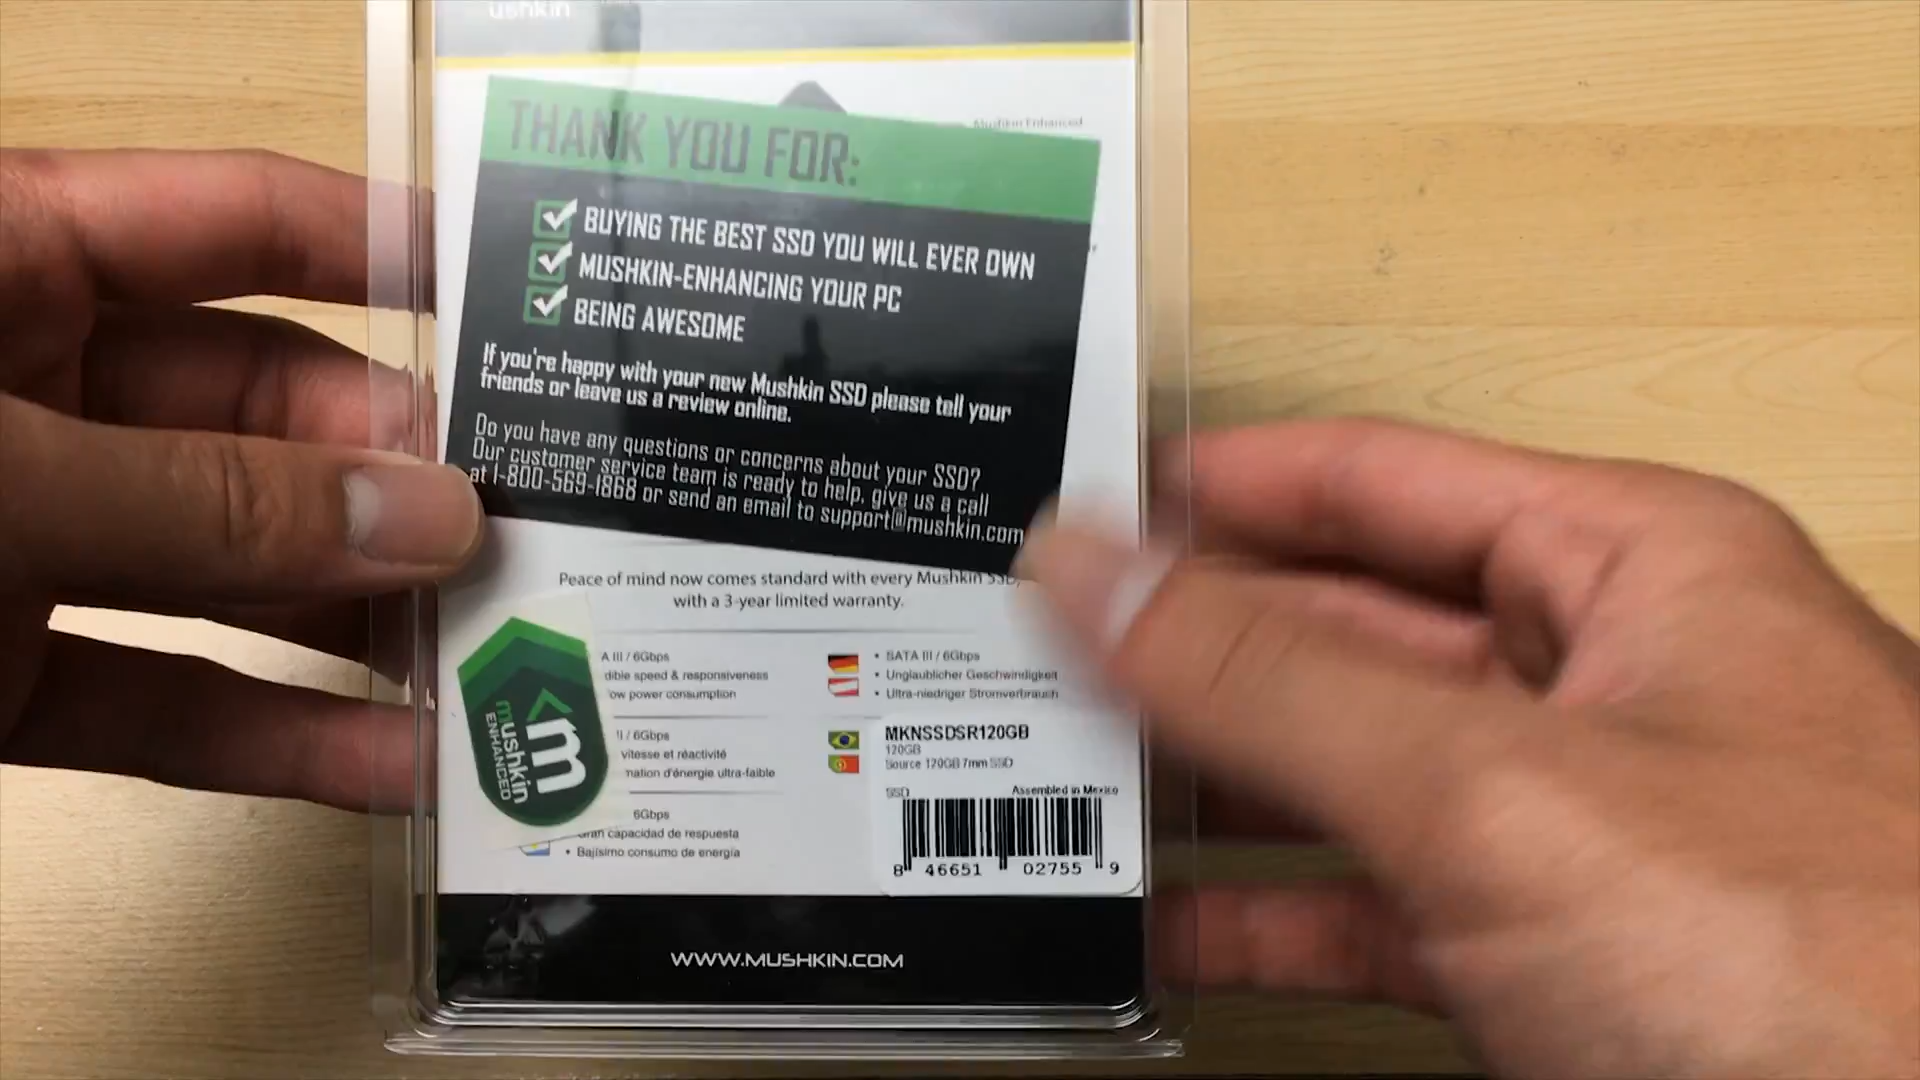 ushkin
Mushkin Enhanced
THANK YOU FOR:
BUYING THE BEST SSD YOU WILL EVER OWN
MUSHKIN-ENHANCING YOUR PC
BEING AWESOME
If you're happy with your new Mushkin SSD please tell your
friends or leave us a review online.
Do you have any questions or concerns about your SSD?
Our customer service team is ready to help, give us a call
at 1-800-569-1868 or send an email to support@mushkin.com
Peace of mind now comes standard with every Mushkin SSD,
with a 3-year limited warranty.
A III / 6Gbps
dible speed & responsiveness
ow power consumption
• SATA III / 6Gbps
• Unglaublicher Geschwindigkeit
• Ultra-niedriger Stromverbrauch
II / 6Gbps
vitesse et réactivité
mation d'énergie ultra-faible
6Gbps
Gran capacidad de respuesta
• Bajísimo consumo de energía
m
mushkin
ENHANCED
MKNSSDSR120GB
120GB
Source 120GB 7mm SSD
SSD Assembled in Mexico
8 46651 02755 9
WWW.MUSHKIN.COM